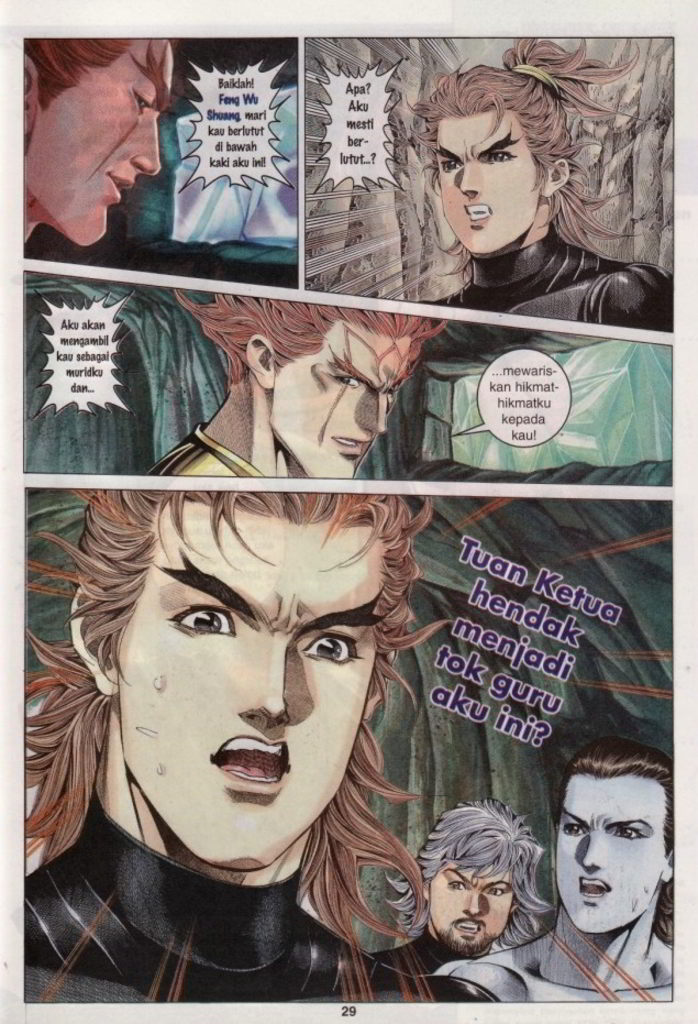 Baiklah!
Feng Wu
Shuang, mari
kau berlutut
di bawah
kaki aku ini!
Apa?
Aku
mesti
ber-
lutut...?
Aku akan
mengambil
kau sebagai
muridku
dan...
...mewaris-
kan hikmat-
hikmatku
kepada
kau!
Tuan Ketua
hendak
menjadi
tok guru
aku ini?
29